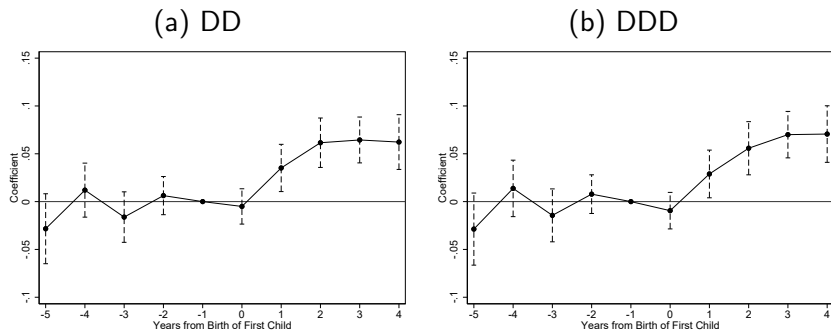 (a) DD
.15
.1
.05
0
-.05
-.1
Coefficient
-5 -4 -3 -2 -1 0 1 2 3 4
Years from Birth of First Child
(b) DDD
.15
.1
.05
0
-.05
-.1
Coefficient
-5 -4 -3 -2 -1 0 1 2 3 4
Years from Birth of First Child